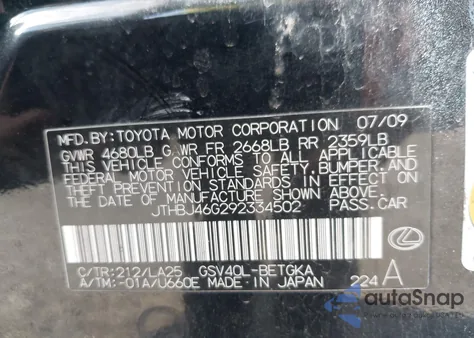 MFD.BY:TOYOTA MOTOR CORPORATION 07/09
GVWR 4680LB G WR FR 2668LB RR 2359LB
THIS VEHICLE CONFORMS TO ALL APPLICABLE
FEDERAL MOTOR VEHICLE SAFETY, BUMPER,
AND THEFT PREVENTION STANDARDS IN EFFECT ON
THE DATE OF MANUFACTURE SHOWN ABOVE.
JTHBJ46G292334502 PASS.CAR
C/TR:212/LA25 GSV40L-BETGKA
A/TM:-01A/U660E MADE IN JAPAN 224 A
autoSnap
by Carketa